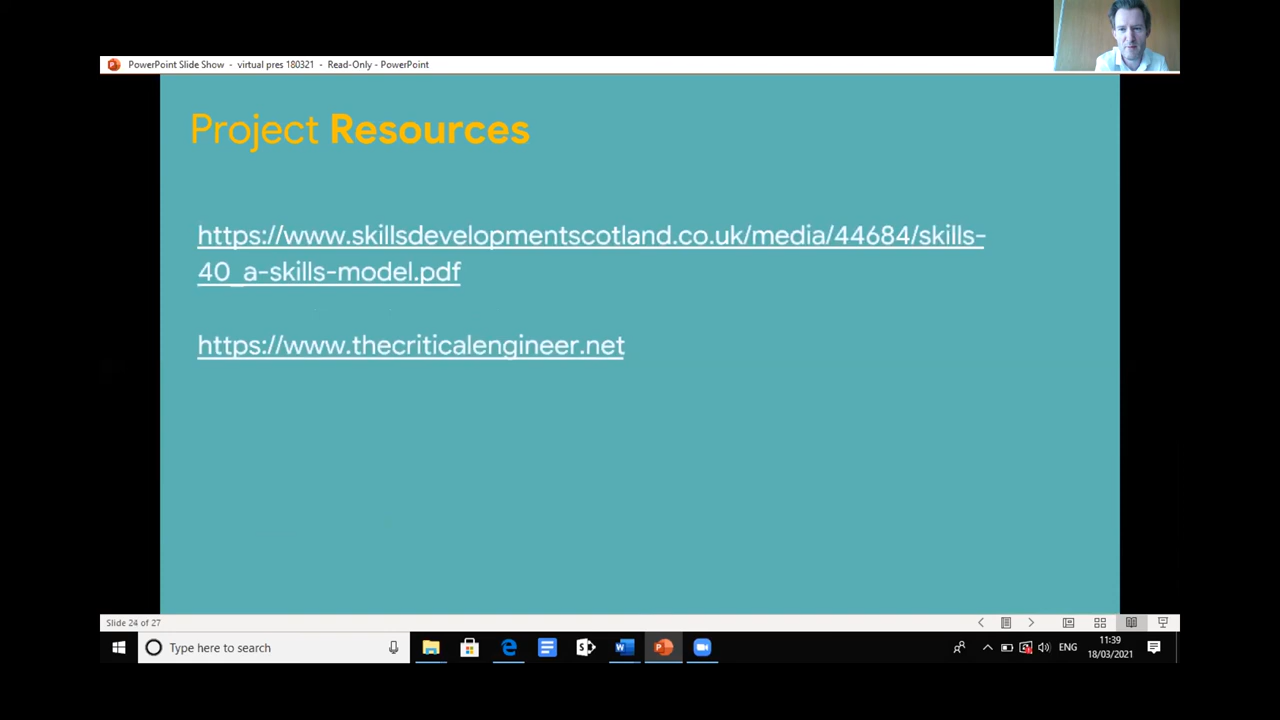 PowerPoint Slide Show - virtual pres 180321 - Read-Only - PowerPoint
Project Resources
https://www.skillsdevelopmentscotland.co.uk/media/44684/skills-
40_a-skills-model.pdf
https://www.thecriticalengineer.net
Slide 24 of 27
Type here to search
ENG
11:39
18/03/2021